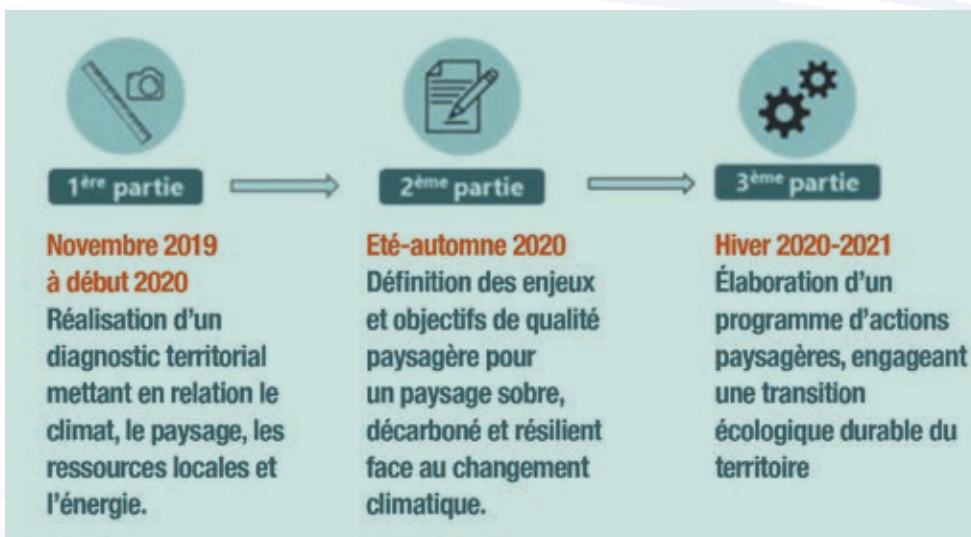 1ère partie
Novembre 2019
à début 2020
Réalisation d’un
diagnostic territorial
mettant en relation le
climat, le paysage, les
ressources locales et
l’énergie.
2ème partie
Eté-automne 2020
Définition des enjeux
et objectifs de qualité
paysagère pour
un paysage sobre,
décarboné et résilient
face au changement
climatique.
3ème partie
Hiver 2020-2021
Élaboration d’un
programme d’actions
paysagères, engageant
une transition
écologique durable du
territoire